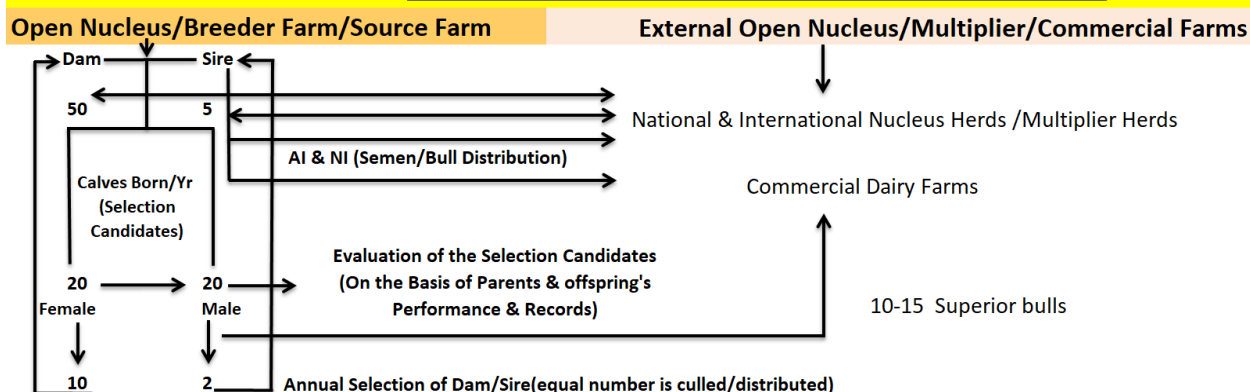 Open Nucleus/Breeder Farm/Source Farm
External Open Nucleus/Multiplier/Commercial Farms
Dam
Sire
50
5
National & International Nucleus Herds /Multiplier Herds
AI & NI (Semen/Bull Distribution)
Calves Born/Yr
(Selection
Candidates)
Commercial Dairy Farms
Evaluation of the Selection Candidates
(On the Basis of Parents & offspring's
Performance & Records)
20
20
Female
Male
10-15 Superior bulls
10
2
Annual Selection of Dam/Sire(equal number is culled/distributed)